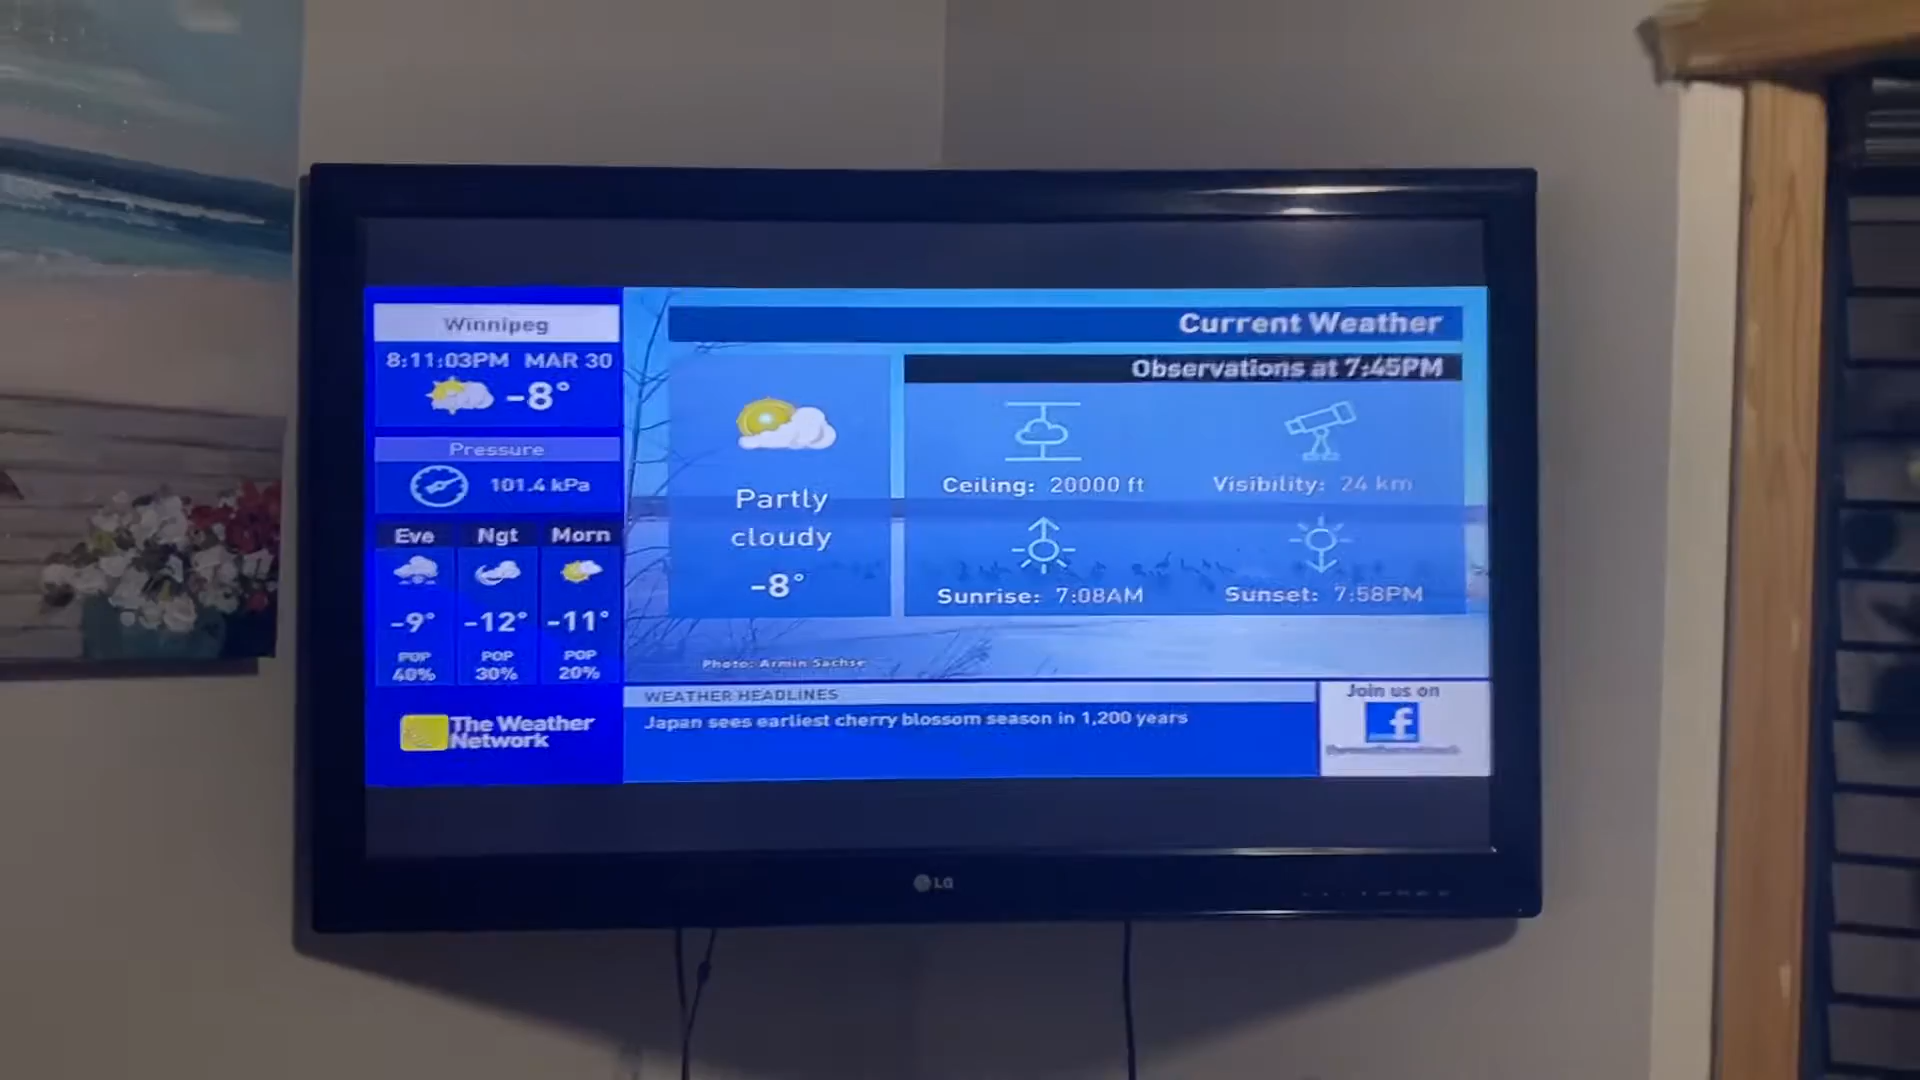 Winnipeg
8:11:03PM MAR 30
-8°
Pressure
101.4 kPa
Eve Ngt Morn
-9° -12° -11°
POP POP POP
40% 30% 20%
The Weather
Network
Current Weather
Observations at 7:45PM
Partly
cloudy
-8°
Ceiling: 20000 ft
Visibility: 24 km
Sunrise: 7:08AM
Sunset: 7:58PM
Photo: Armin Sachse
WEATHER HEADLINES
Japan sees earliest cherry blossom season in 1,200 years
Join us on
f
LG